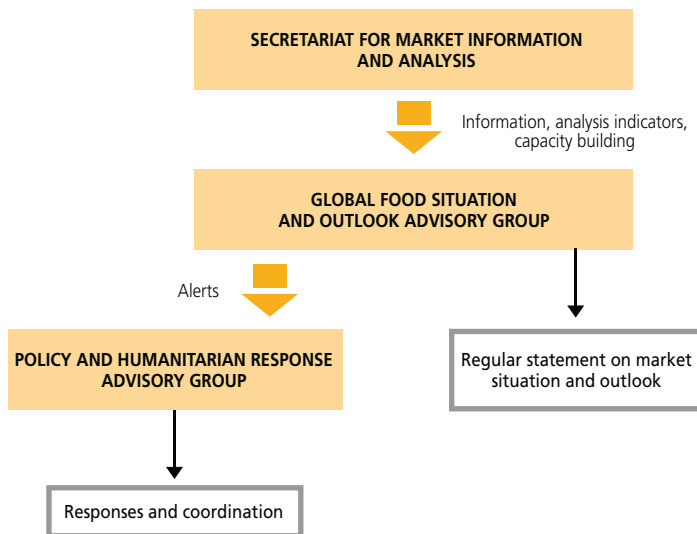 SECRETARIAT FOR MARKET INFORMATION
AND ANALYSIS
Information, analysis indicators,
capacity building
GLOBAL FOOD SITUATION
AND OUTLOOK ADVISORY GROUP
Alerts
POLICY AND HUMANITARIAN RESPONSE
ADVISORY GROUP
Regular statement on market
situation and outlook
Responses and coordination